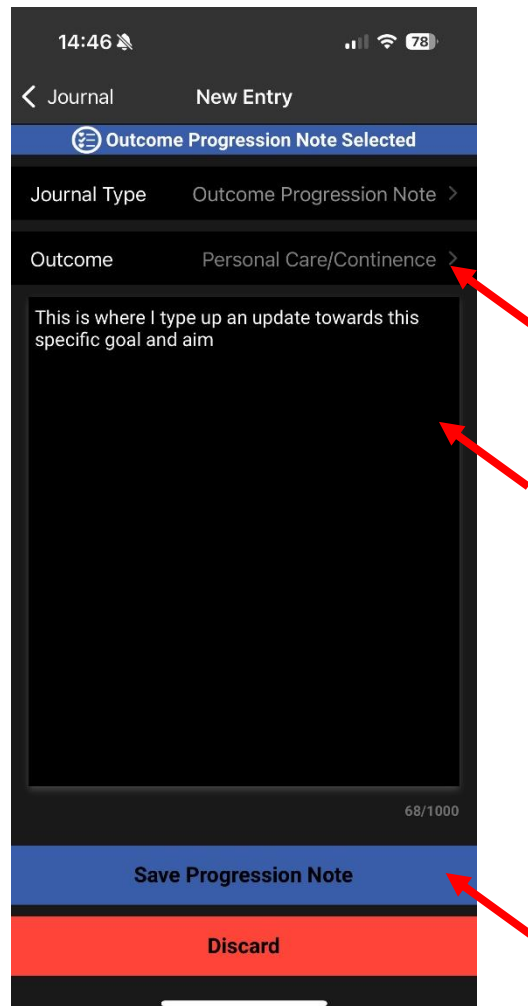 14:46 78
Journal New Entry
Outcome Progression Note Selected
Journal Type Outcome Progression Note
Outcome Personal Care/Continence
This is where I type up an update towards this
specific goal and aim
68/1000
Save Progression Note
Discard